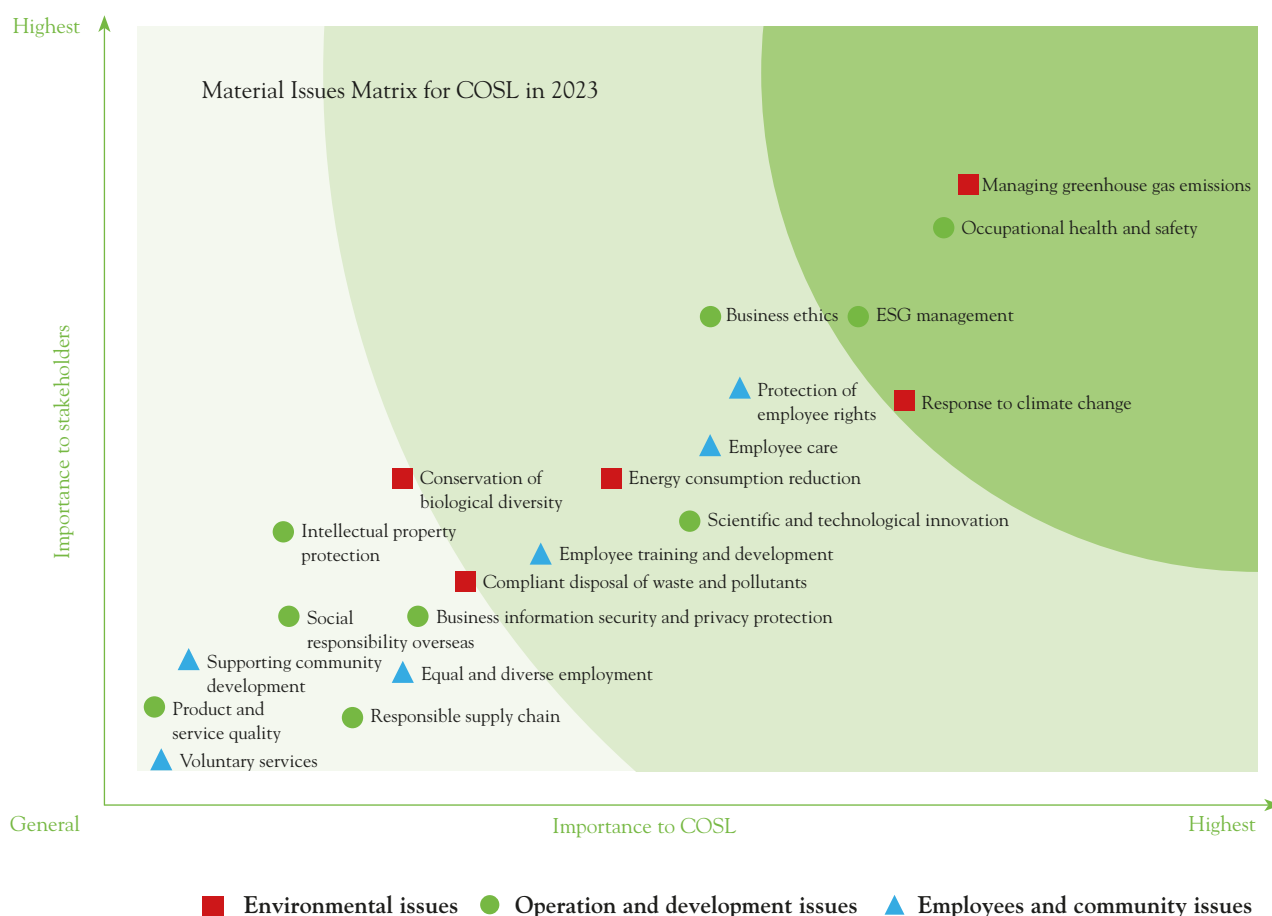 Highest
Material Issues Matrix for COSL in 2023
Managing greenhouse gas emissions
Occupational health and safety
Business ethics
ESG management
Protection of
employee rights
Response to climate change
Employee care
Conservation of
biological diversity
Energy consumption reduction
Intellectual property
protection
Scientific and technological innovation
Employee training and development
Compliant disposal of waste and pollutants
Social
responsibility overseas
Business information security and privacy protection
Supporting community
development
Equal and diverse employment
Product and
service quality
Responsible supply chain
Voluntary services
Importance to stakeholders
General
Importance to COSL
Highest
Environmental issues
Operation and development issues
Employees and community issues